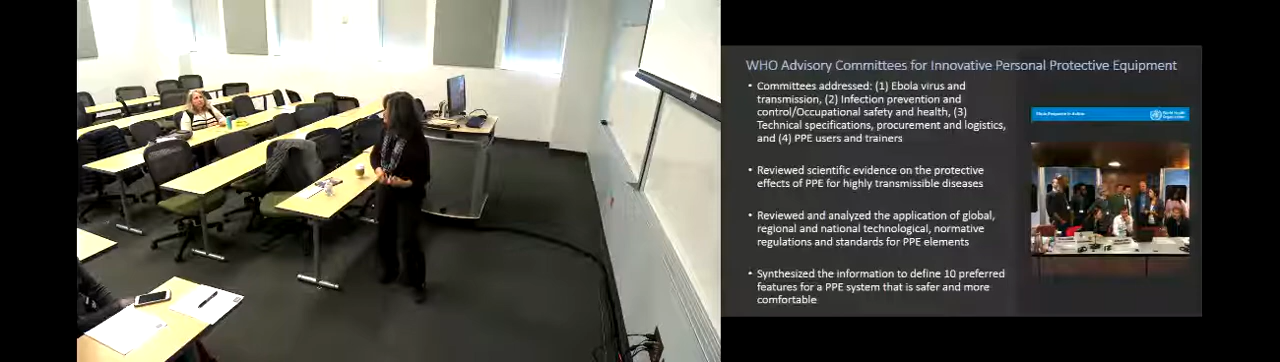 WHO Advisory Committees for Innovative Personal Protective Equipment
• Committees addressed: (1) Ebola virus and
transmission, (2) Infection prevention and
control/Occupational safety and health, (3)
Technical specifications, procurement and logistics,
and (4) PPE users and trainers
• Reviewed scientific evidence on the protective
effects of PPE for highly transmissible diseases
• Reviewed and analyzed the application of global,
regional and national technological, normative
regulations and standards for PPE elements
• Synthesized the information to define 10 preferred
features for a PPE system that is safer and more
comfortable
World Health
Organization